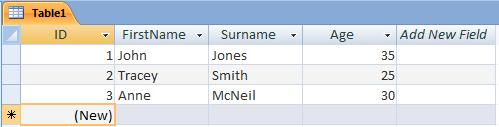 Table1
ID FirstName Surname Age Add New Field
1 John Jones 35
2 Tracey Smith 25
3 Anne McNeil 30
* (New)